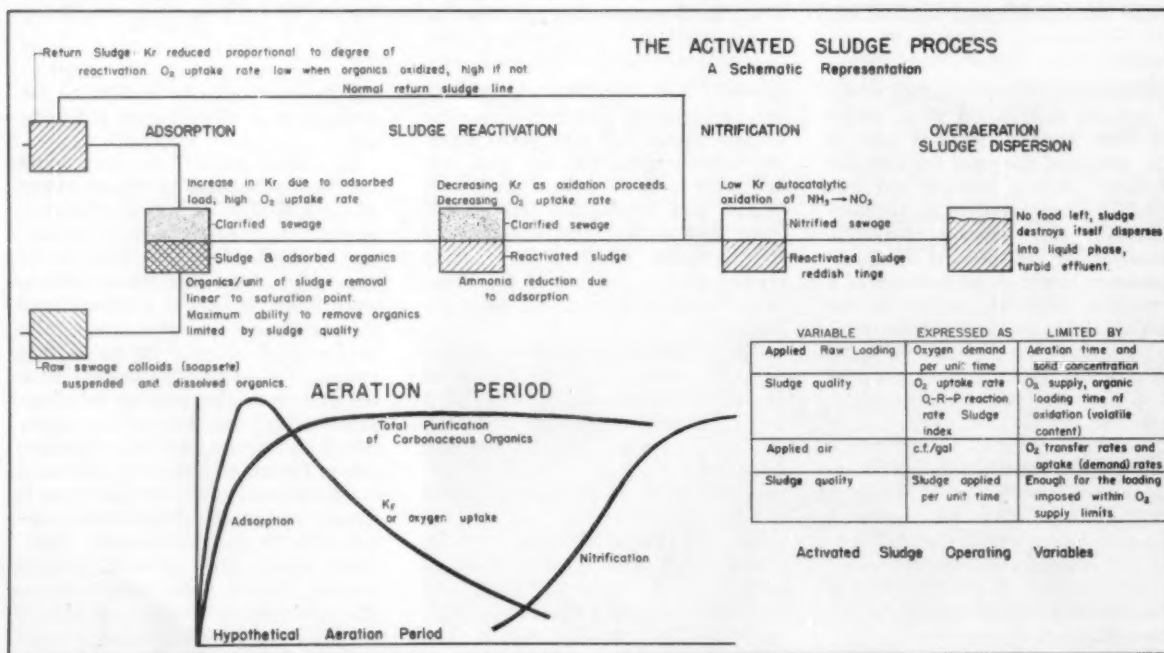 THE ACTIVATED SLUDGE PROCESS
A Schematic Representation
Return Sludge Kr reduced proportional to degree of
reactivation. O₂ uptake rate low when organics oxidized, high if not.
Normal return sludge line
ADSORPTION
SLUDGE REACTIVATION
NITRIFICATION
OVERAERATION
SLUDGE DISPERSION
Increase in Kr due to adsorbed
load, high O₂ uptake rate
Clarified sewage
Sludge & adsorbed organics
Organics/unit of sludge removal
linear to saturation point.
Maximum ability to remove organics
limited by sludge quality
Decreasing Kr as oxidation proceeds.
Decreasing O₂ uptake rate.
Clarified sewage
Reactivated sludge
Ammonia reduction due
to adsorption.
Low Kr autocatalytic
oxidation of NH₃→NO₃
Nitrified sewage
Reactivated sludge
reddish tinge
No food left, sludge
destroys itself disperses
into liquid phase,
turbid effluent.
Raw sewage colloids (soapsete)
suspended and dissolved organics.
AERATION PERIOD
Total Purification
of Carbonaceous Organics
Adsorption
Kr
or oxygen uptake
Nitrification
Hypothetical Aeration Period
VARIABLE EXPRESSED AS LIMITED BY
Applied Raw Loading Oxygen demand Aeration time and
per unit time solid concentration
Sludge quality O₂ uptake rate O₂ supply, organic
O-R-P reaction loading time of
rate Sludge oxidation (volatile
index content)
Applied air c.f./gal O₂ transfer rates and
uptake (demand) rates
Sludge quality Sludge applied Enough for the loading
per unit time imposed within O₂
supply limits
Activated Sludge Operating Variables